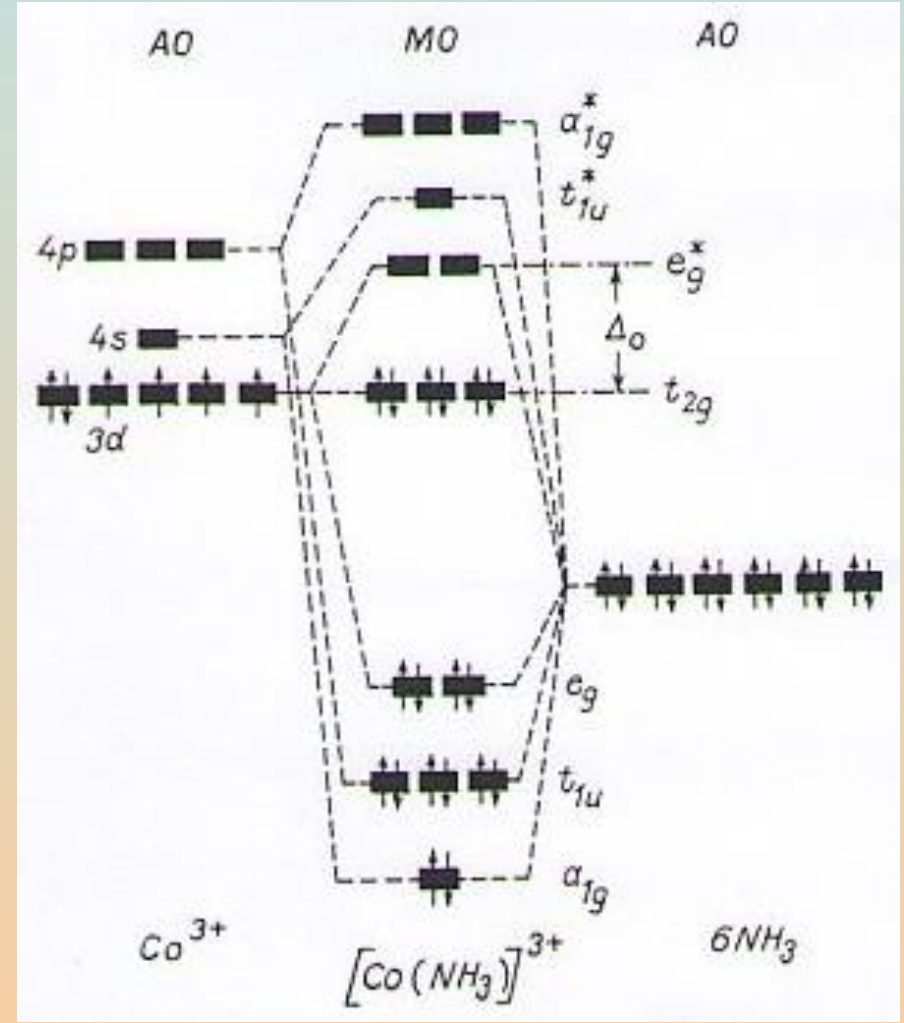 AO MO AO
a*1g
t*1u
4p
e*g
Δo
4s
t2g
3d
eg
t1u
a1g
Co3+ [Co(NH3)]3+ 6NH3